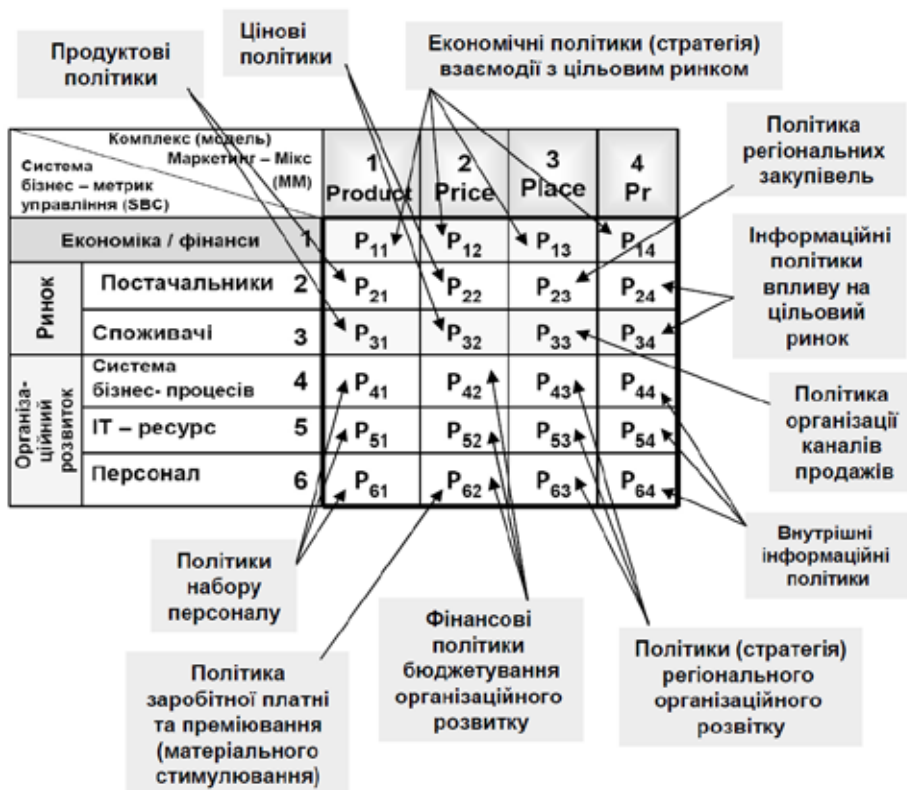 Продуктові
політики
Цінові
політики
Економічні політики (стратегія)
взаємодії з цільовим ринком
Комплекс (модель)
Маркетинг – Мікс
(ММ)
Система
бізнес – метрик
управління (SBC)
1
Product
2
Price
3
Place
4
Pr
Політика
регіональних
закупівель
Економіка / фінанси 1 P11 P12 P13 P14
Ринок
Постачальники 2 P21 P22 P23 P24
Споживачі 3 P31 P32 P33 P34
Інформаційні
політики
впливу на
цільовий
ринок
Організа-
ційний
розвиток
Система
бізнес- процесів 4 P41 P42 P43 P44
ІТ – ресурс 5 P51 P52 P53 P54
Персонал 6 P61 P62 P63 P64
Політика
організації
каналів
продажів
Внутрішні
інформаційні
політики
Політики
набору
персоналу
Політика
заробітної платні
та преміювання
(матеріального
стимулювання)
Фінансові
політики
бюджетування
організаційного
розвитку
Політики (стратегія)
регіонального
організаційного
розвітку